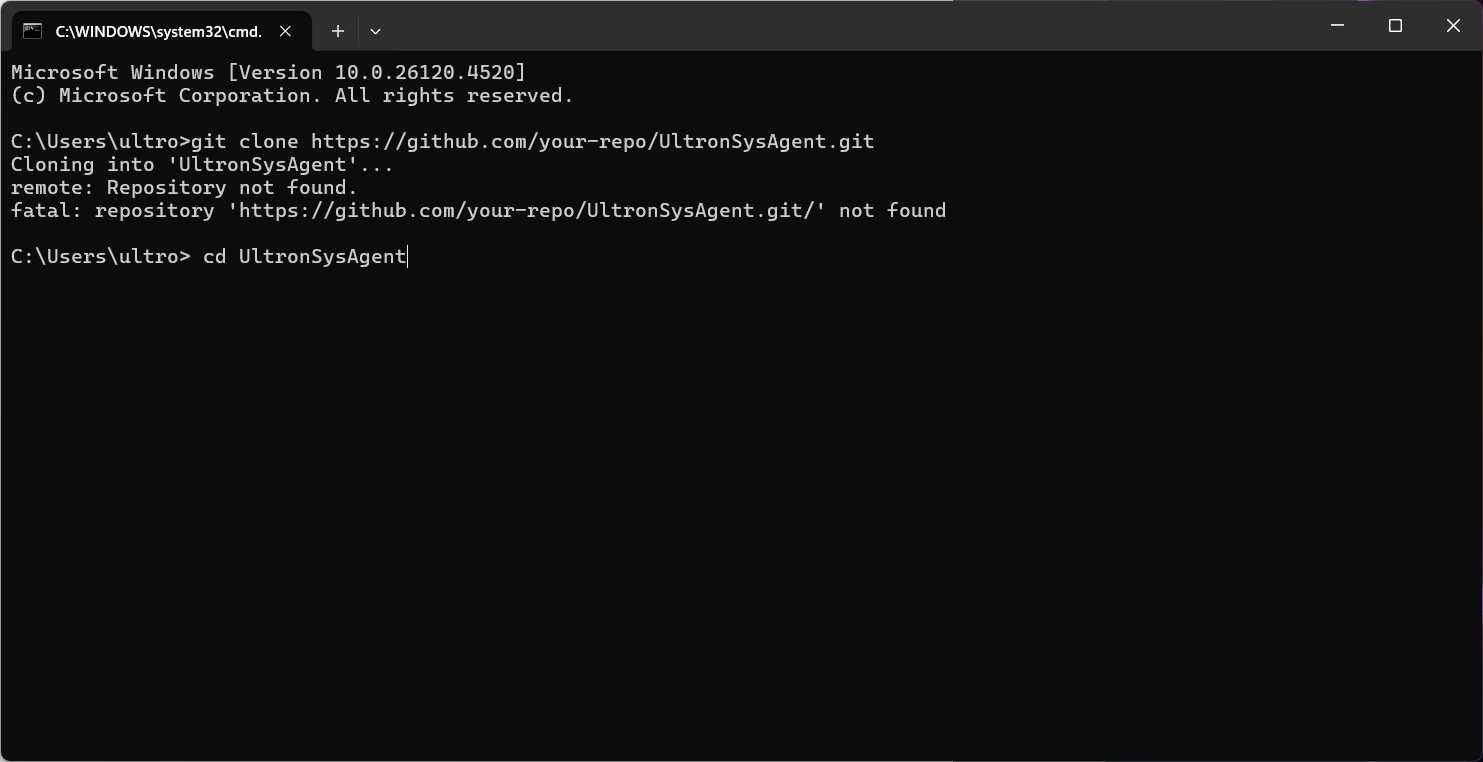 C:\WINDOWS\system32\cmd.
Microsoft Windows [Version 10.0.26120.4520]
(c) Microsoft Corporation. All rights reserved.
C:\Users\ultro>git clone https://github.com/your-repo/UltronSysAgent.git
Cloning into 'UltronSysAgent'...
remote: Repository not found.
fatal: repository 'https://github.com/your-repo/UltronSysAgent.git/' not found
C:\Users\ultro> cd UltronSysAgent